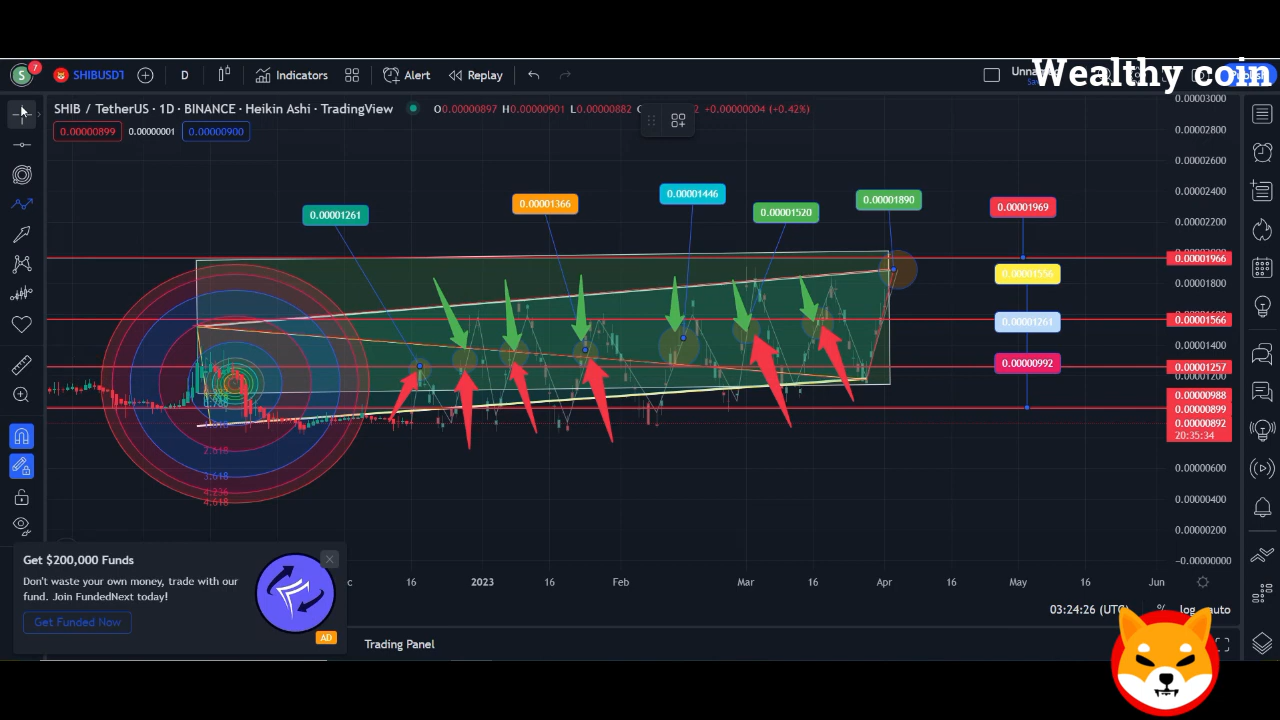 Wealthy coin
S
7
SHIBUSDT
D
Indicators
Alert
Replay
SHIB / TetherUS · 1D · BINANCE · Heikin Ashi · TradingView
O0.00000897 H0.00000901 L0.00000882 +0.00000004 (+0.42%)
0.00000899
0.00000001
0.00000900
0.00001261
0.00001366
0.00001446
0.00001520
0.00001890
0.00001969
0.00001556
0.00001261
0.00000992
0.00003000
0.00002800
0.00002600
0.00002400
0.00002200
0.00001966
0.00001800
0.00001566
0.00001400
0.00001257
0.00001200
0.00000988
0.00000899
0.00000892
20:35:34
0.00000600
0.00000400
0.00000200
−0.00000000
2.618
3.618
4.236
4.618
16
2023
16
Feb
Mar
16
Apr
16
May
16
Jun
Get $200,000 Funds
Don't waste your own money, trade with our
fund. Join FundedNext today!
Get Funded Now
AD
03:24:26 (UTC)
%
log
auto
Trading Panel